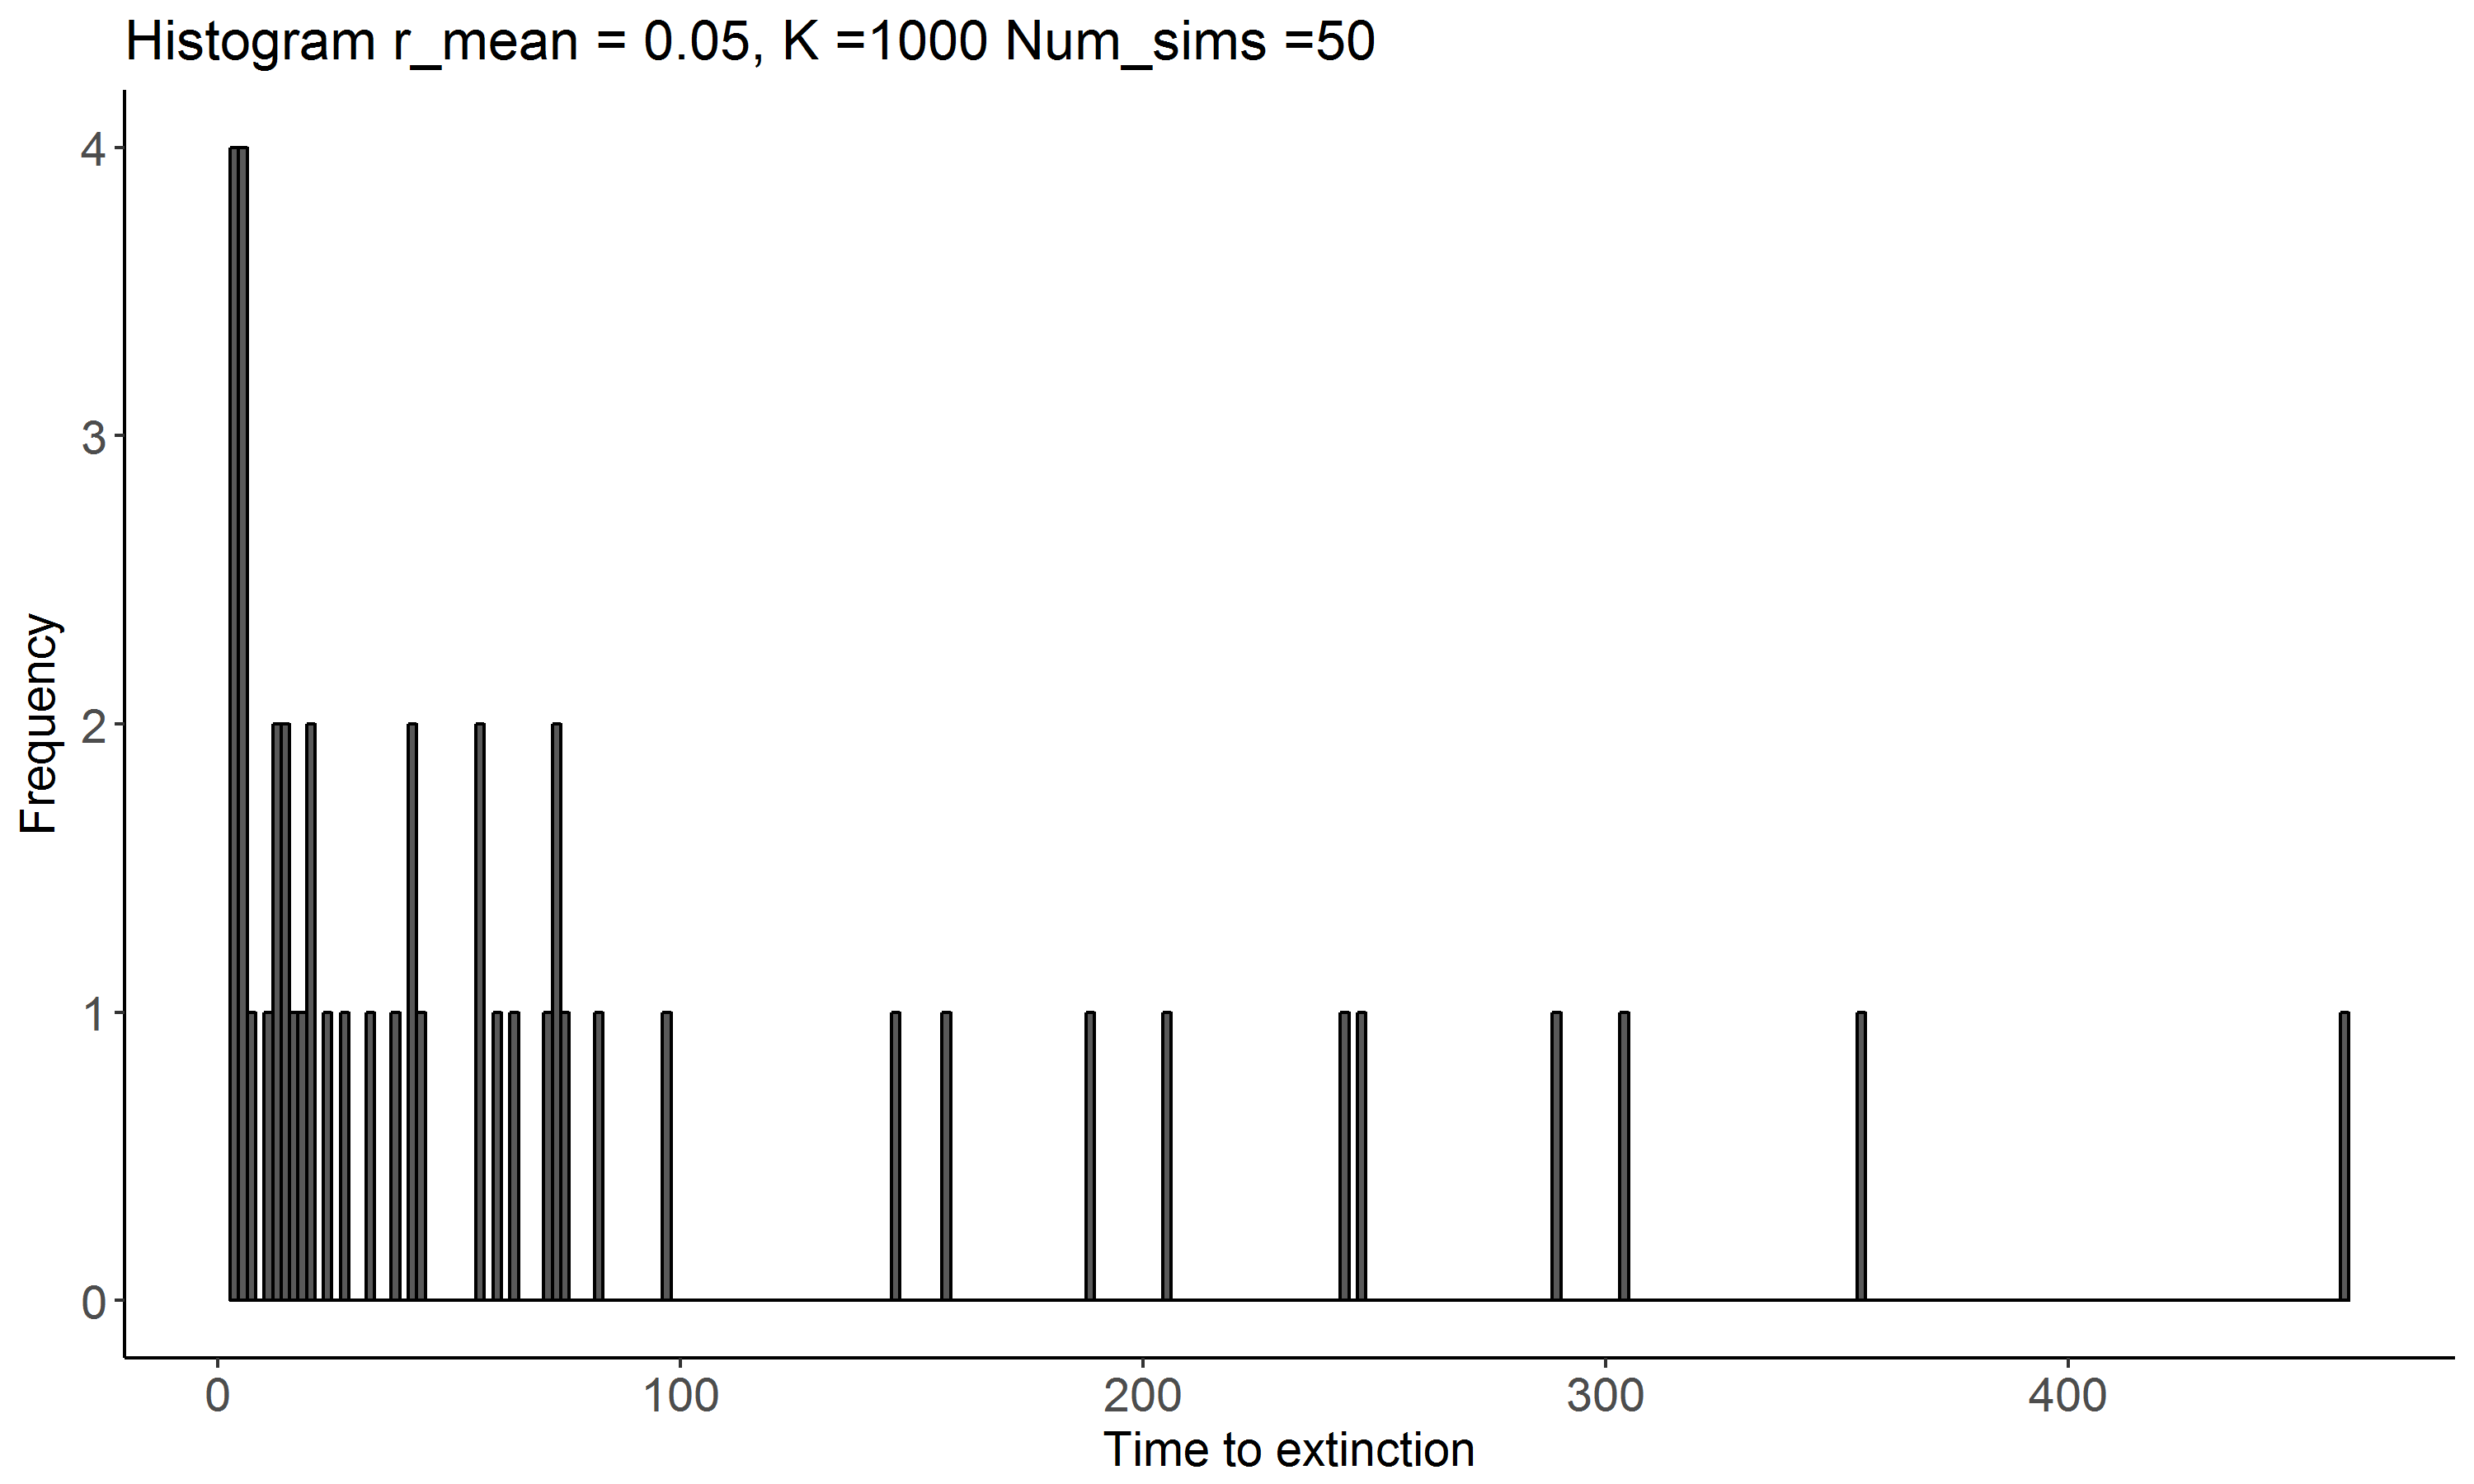 Histogram r_mean = 0.05, K =1000 Num_sims =50
4
3
2
1
0
Frequency
0 100 200 300 400
Time to extinction